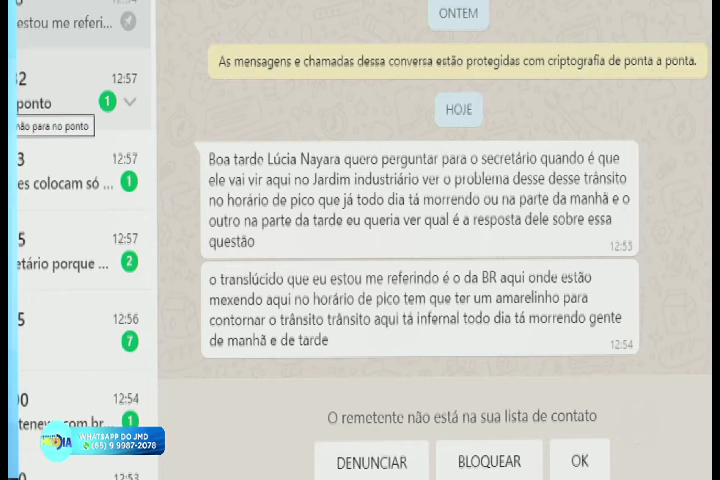 ONTEM
As mensagens e chamadas dessa conversa estão protegidas com criptografia de ponta a ponta.
HOJE
Boa tarde Lúcia Nayara quero perguntar para o secretário quando é que
ele vai vir aqui no Jardim industriário ver o problema desse desse trânsito
no horário de pico que já todo dia tá morrendo ou na parte da manhã e o
outro na parte da tarde eu queria ver qual é a resposta dele sobre essa
questão
12:53
o translúcido que eu estou me referindo é o da BR aqui onde estão
mexendo aqui no horário de pico tem que ter um amarelinho para
contornar o trânsito trânsito aqui tá infernal todo dia tá morrendo gente
de manhã e de tarde
12:54
O remetente não está na sua lista de contato
DENUNCIAR
BLOQUEAR
OK
estou me referi...
12:57
ponto
1
não para no ponto
3
12:57
es colocam só ...
1
5
12:57
etário porque ...
2
5
12:56
7
12:54
com br...
1
12:53
WHATSAPP DO JMD
(65) 9 9987-2078